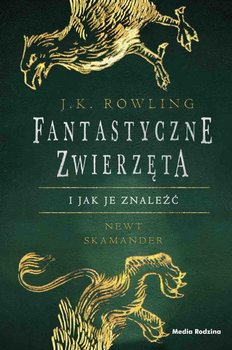 J.K. ROWLING
FANTASTYCZNE
ZWIERZĘTA
I JAK JE ZNALEŹĆ
NEWT
SKAMANDER
Media Rodzina